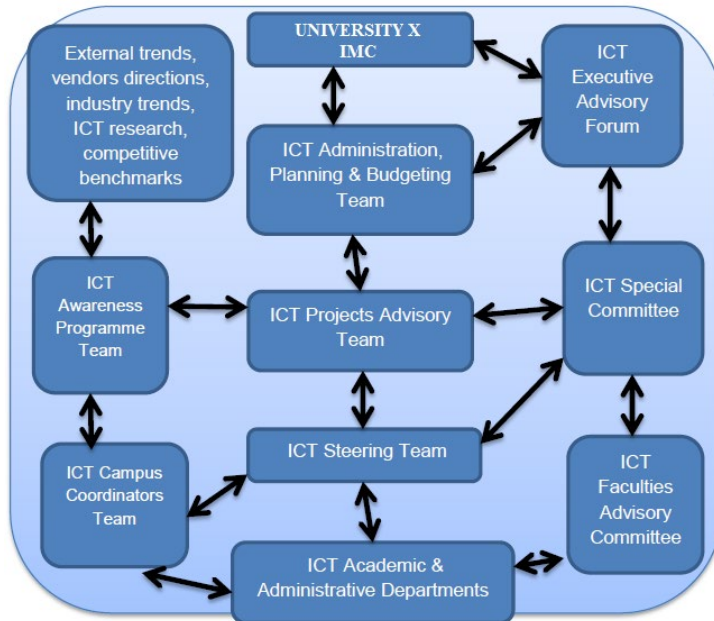 External trends,
vendors directions,
industry trends,
ICT research,
competitive
benchmarks
UNIVERSITY X
IMC
ICT
Executive
Advisory
Forum
ICT Administration,
Planning & Budgeting
Team
ICT
Awareness
Programme
Team
ICT Projects Advisory
Team
ICT Special
Committee
ICT Campus
Coordinators
Team
ICT Steering Team
ICT
Faculties
Advisory
Committee
ICT Academic &
Administrative Departments